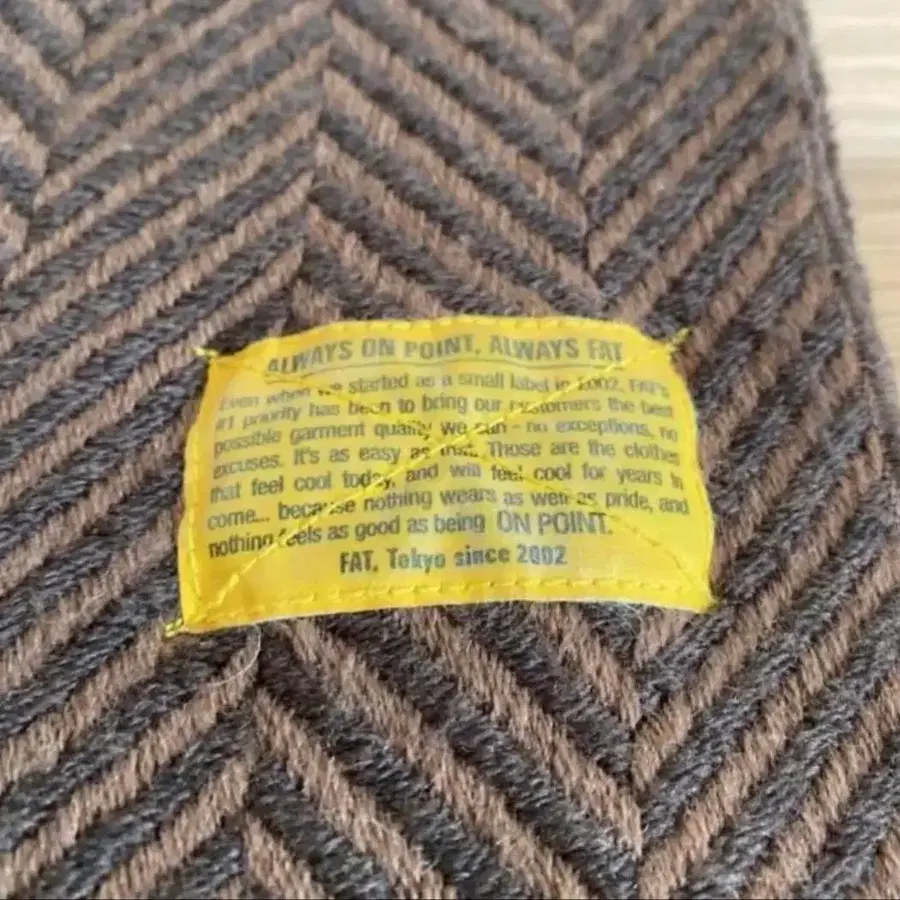 ALWAYS ON POINT, ALWAYS FAT
Even when we started as a small label in 2002, FAT's
#1 priority has been to bring our customers the best
possible garment quality we can - no exceptions, no
excuses. It's as easy as that. Those are the clothes
that feel cool today, and will feel cool for years to
come... because nothing wears as well as pride, and
nothing feels as good as being ON POINT.
FAT. Tokyo since 2002